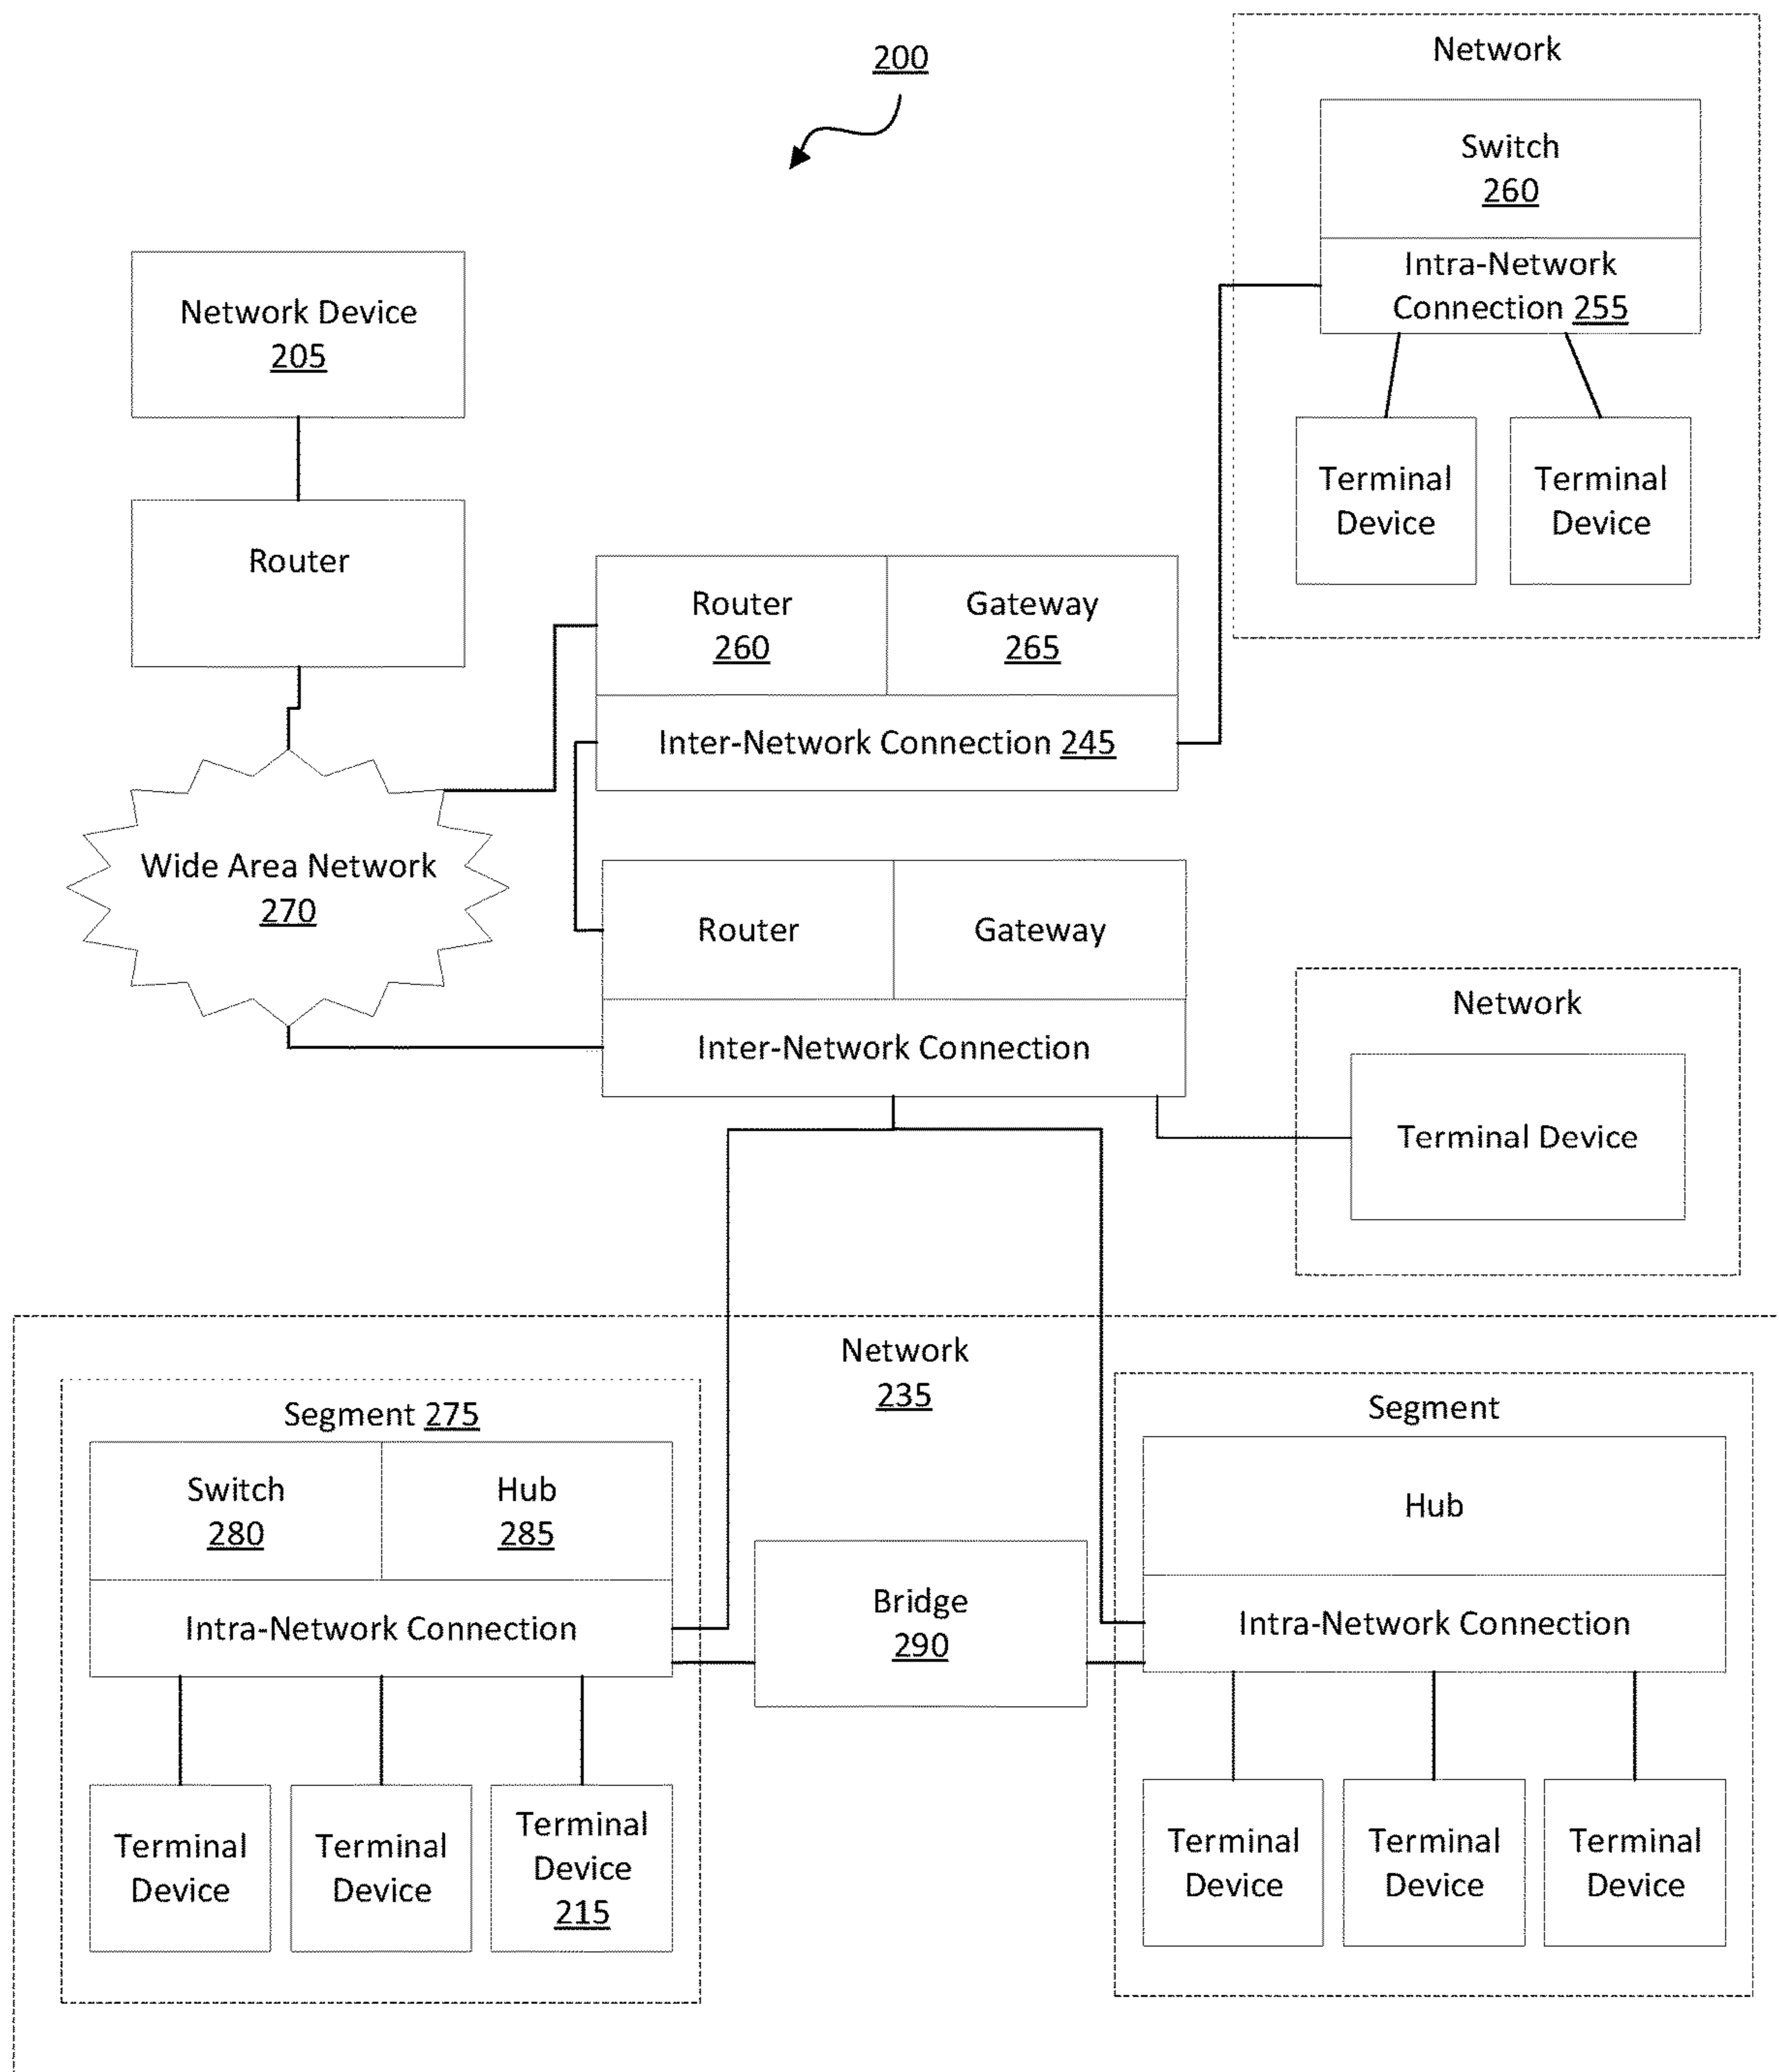 200
Network
Switch
260
Intra-Network
Connection 255
Terminal
Device
Terminal
Device
Network Device
205
Router
Router
260
Gateway
265
Inter-Network Connection 245
Wide Area Network
270
Router
Gateway
Inter-Network Connection
Network
Terminal Device
Network
235
Segment 275
Switch
280
Hub
285
Intra-Network Connection
Bridge
290
Segment
Hub
Intra-Network Connection
Terminal
Device
Terminal
Device
Terminal
Device
215
Terminal
Device
Terminal
Device
Terminal
Device